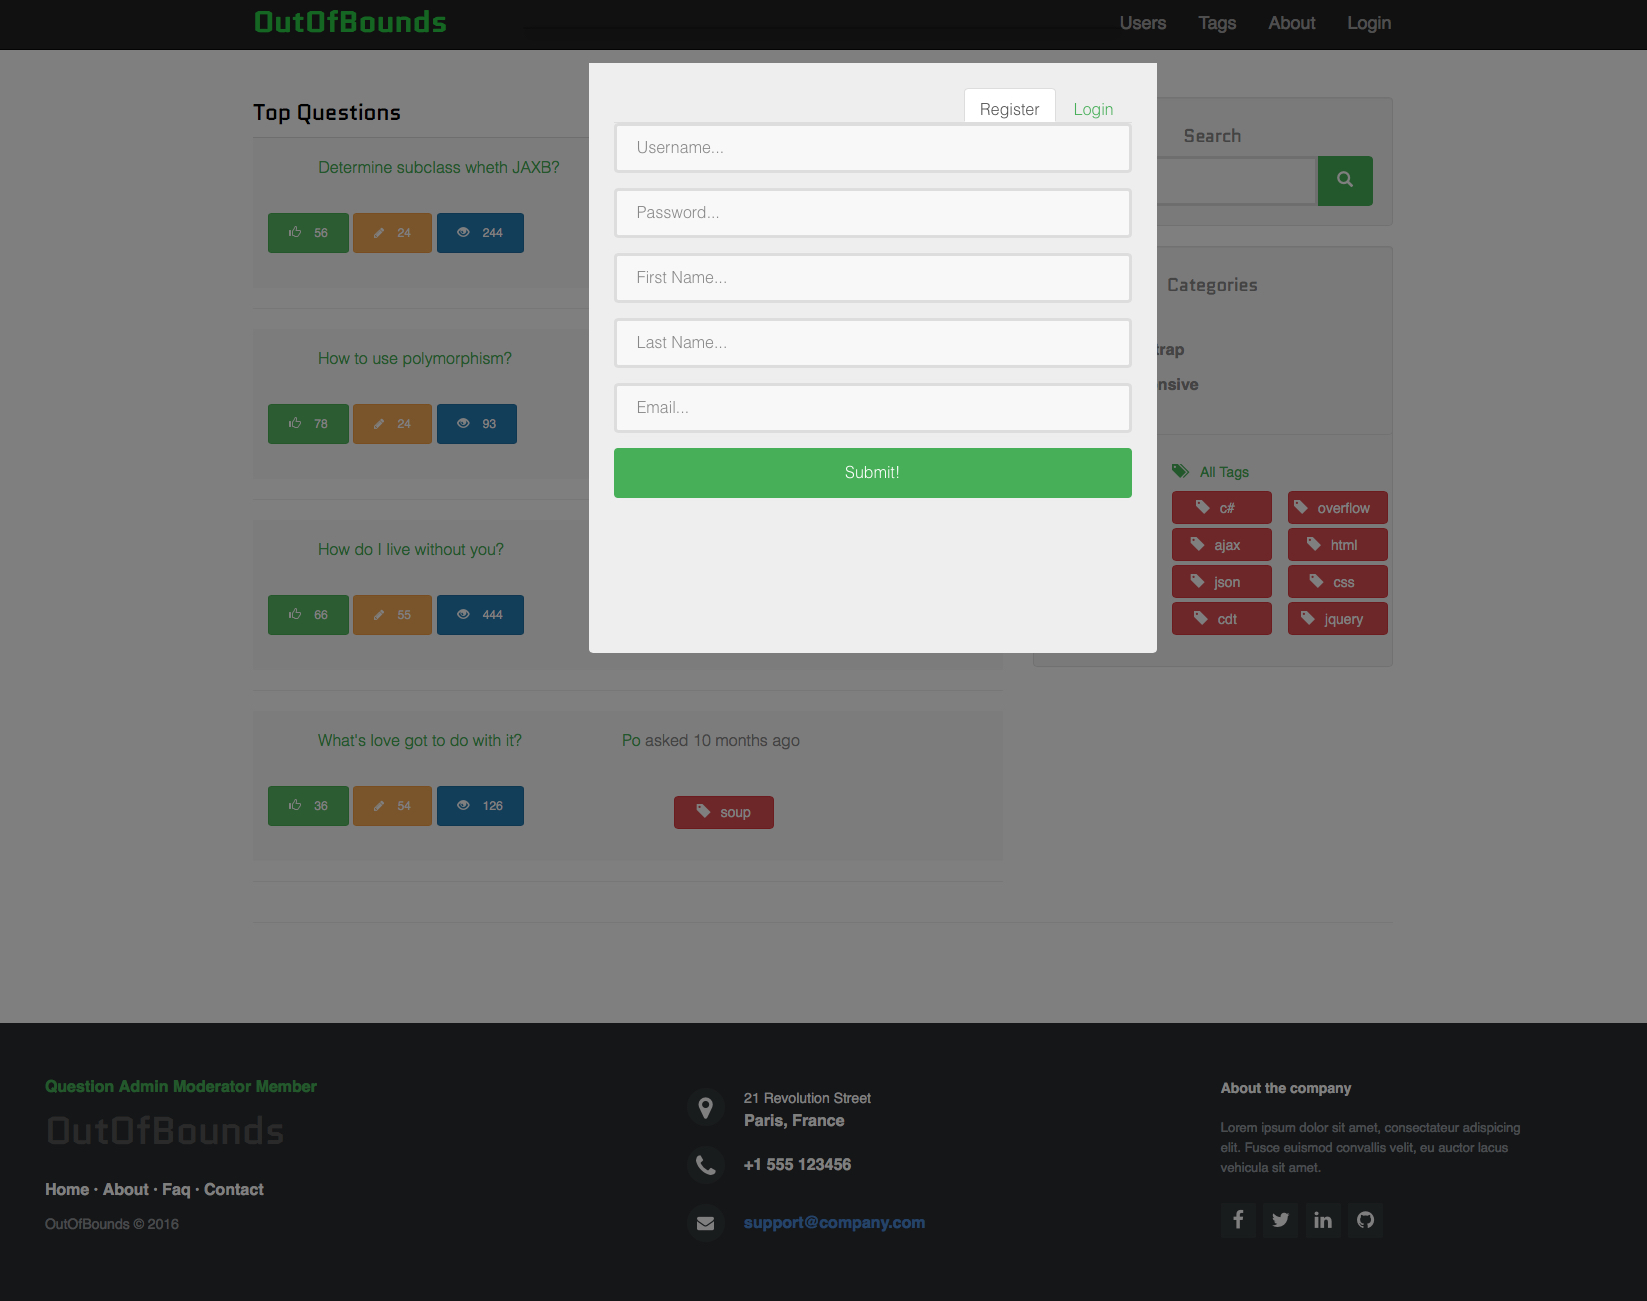 OutOfBounds
Users Tags About Login
Top Questions
Determine subclass wheth JAXB?
56 24 244
How to use polymorphism?
78 24 93
How do I live without you?
66 55 444
What's love got to do with it?
Po asked 10 months ago
36 54 126
soup
Register Login
Username...
Password...
First Name...
Last Name...
Email...
Submit!
Search
Categories
trap
nsive
All Tags
c# overflow
ajax html
json css
cdt jquery
Question Admin Moderator Member
OutOfBounds
Home · About · Faq · Contact
OutOfBounds © 2016
21 Revolution Street
Paris, France
+1 555 123456
support@company.com
About the company
Lorem ipsum dolor sit amet, consectateur adispicing
elit. Fusce euismod convallis velit, eu auctor lacus
vehicula sit amet.